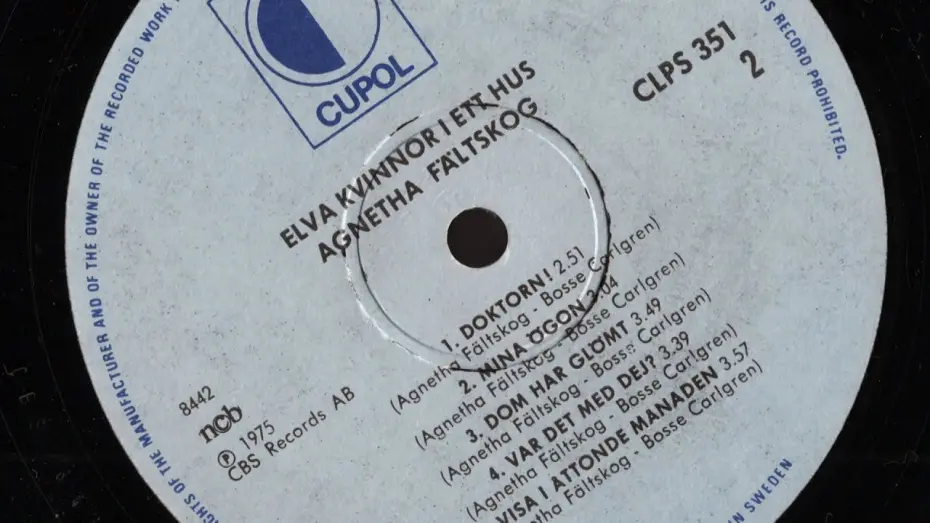 CUPOL
CLPS 351
2
ELVA KVINNOR I ETT HUS
AGNETHA FÄLTSKOG
1. DOKTORN! 2.51
(Agnetha Fältskog - Bosse Carlgren)
2. MINA ÖGON 3.04
(Agnetha Fältskog - Bosse Carlgren)
3. DOM HAR GLÖMT 3.49
(Agnetha Fältskog - Bosse Carlgren)
4. VAR DET MED DEJ? 3.39
(Agnetha Fältskog - Bosse Carlgren)
VISA I ÅTTONDE MÅNADEN 3.57
Fältskog - Bosse Carlgren)
8442
ncb
Ⓟ 1975
CBS Records AB
OF THE MANUFACTURER AND OF THE OWNER OF THE RECORDED WORK
RECORD PROHIBITED.
SWEDEN